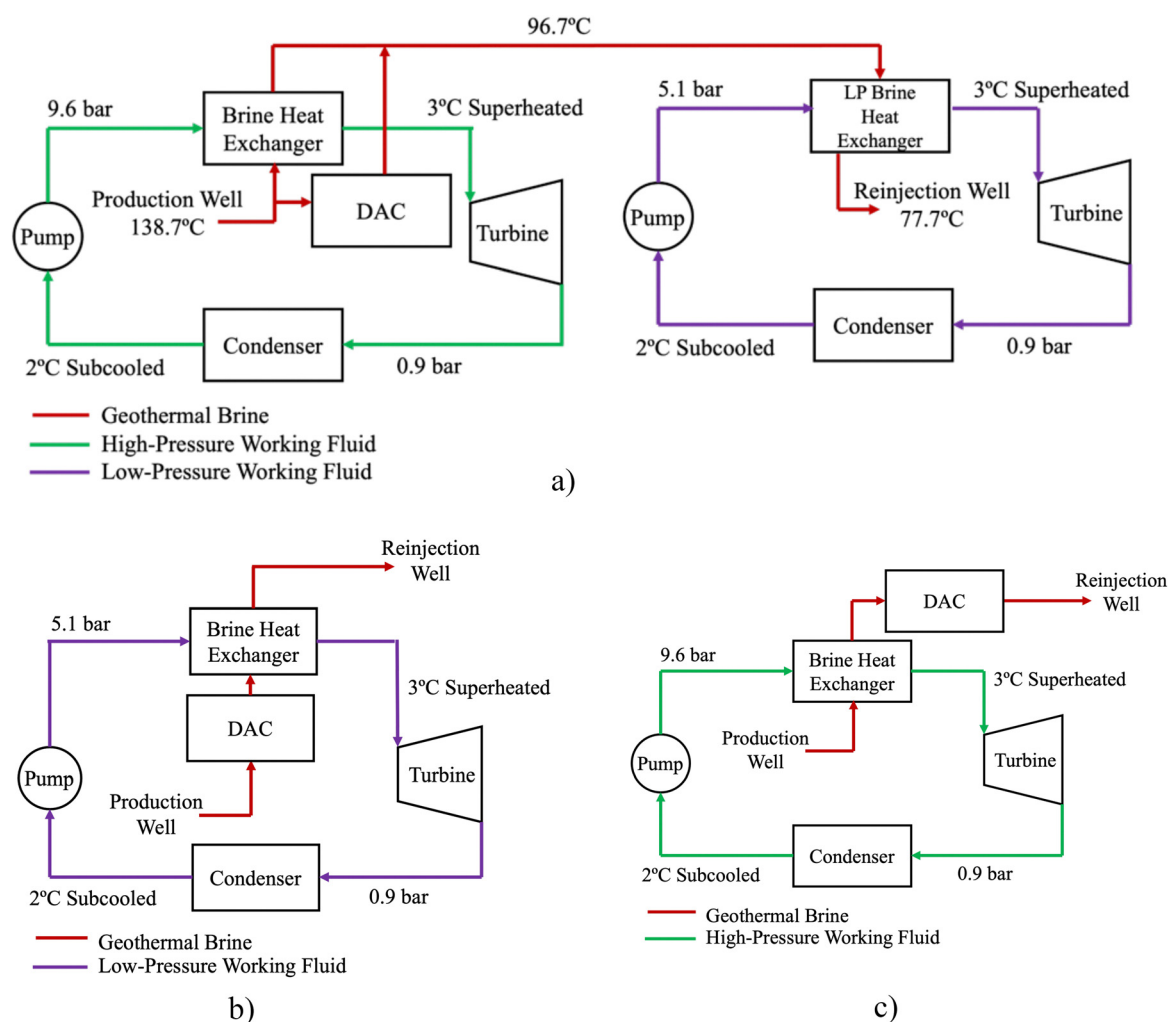 96.7ºC
9.6 bar
Brine Heat
Exchanger
3ºC Superheated
Production Well
138.7ºC
DAC
Pump
Turbine
Condenser
2ºC Subcooled
0.9 bar
5.1 bar
LP Brine
Heat
Exchanger
3ºC Superheated
Reinjection Well
77.7ºC
Pump
Turbine
Condenser
2ºC Subcooled
0.9 bar
Geothermal Brine
High-Pressure Working Fluid
Low-Pressure Working Fluid
a)
Reinjection
Well
5.1 bar
Brine Heat
Exchanger
3ºC Superheated
DAC
Pump
Turbine
Production
Well
Condenser
2ºC Subcooled
0.9 bar
Geothermal Brine
Low-Pressure Working Fluid
b)
DAC
Reinjection
Well
9.6 bar
Brine Heat
Exchanger
3ºC Superheated
Production
Well
Pump
Turbine
Condenser
2ºC Subcooled
0.9 bar
Geothermal Brine
High-Pressure Working Fluid
c)